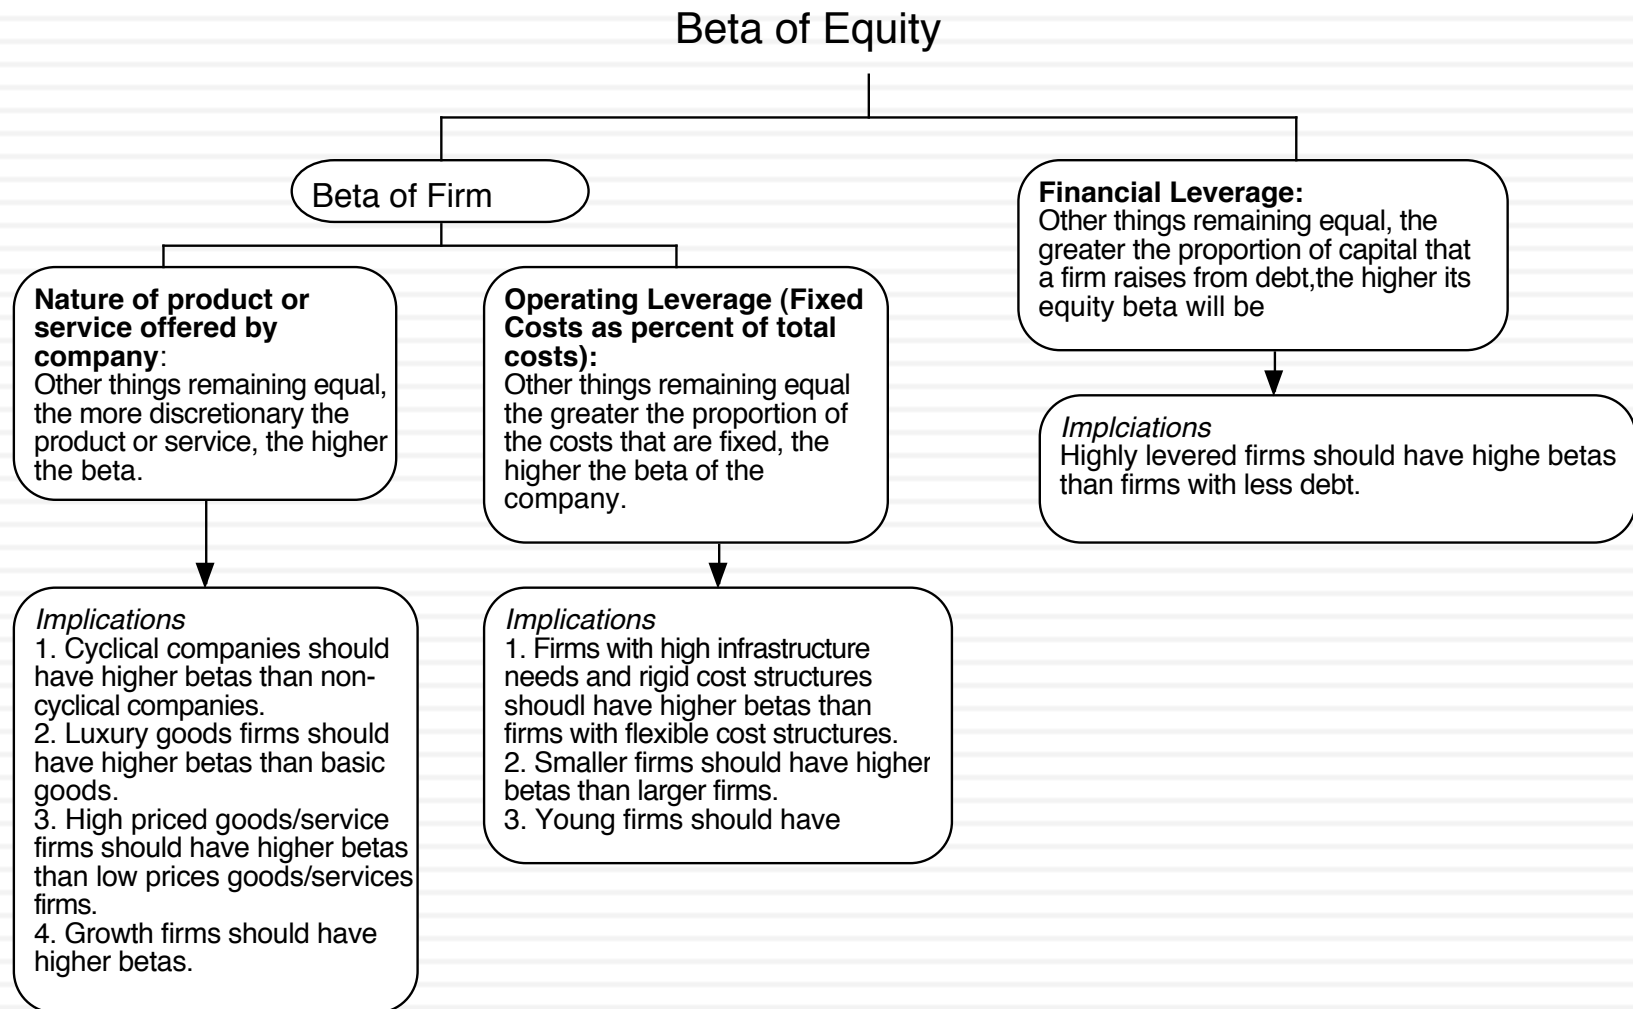 Beta of Equity
Beta of Firm
Financial Leverage:
Other things remaining equal, the
greater the proportion of capital that
a firm raises from debt,the higher its
equity beta will be
Nature of product or
service offered by
company:
Other things remaining equal,
the more discretionary the
product or service, the higher
the beta.
Operating Leverage (Fixed
Costs as percent of total
costs):
Other things remaining equal
the greater the proportion of
the costs that are fixed, the
higher the beta of the
company.
Implciations
Highly levered firms should have highe betas
than firms with less debt.
Implications
1. Cyclical companies should
have higher betas than non-
cyclical companies.
2. Luxury goods firms should
have higher betas than basic
goods.
3. High priced goods/service
firms should have higher betas
than low prices goods/services
firms.
4. Growth firms should have
higher betas.
Implications
1. Firms with high infrastructure
needs and rigid cost structures
shoudl have higher betas than
firms with flexible cost structures.
2. Smaller firms should have higher
betas than larger firms.
3. Young firms should have